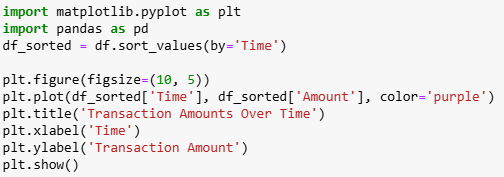 import matplotlib.pyplot as plt
import pandas as pd
df_sorted = df.sort_values(by='Time')
plt.figure(figsize=(10, 5))
plt.plot(df_sorted['Time'], df_sorted['Amount'], color='purple')
plt.title('Transaction Amounts Over Time')
plt.xlabel('Time')
plt.ylabel('Transaction Amount')
plt.show()